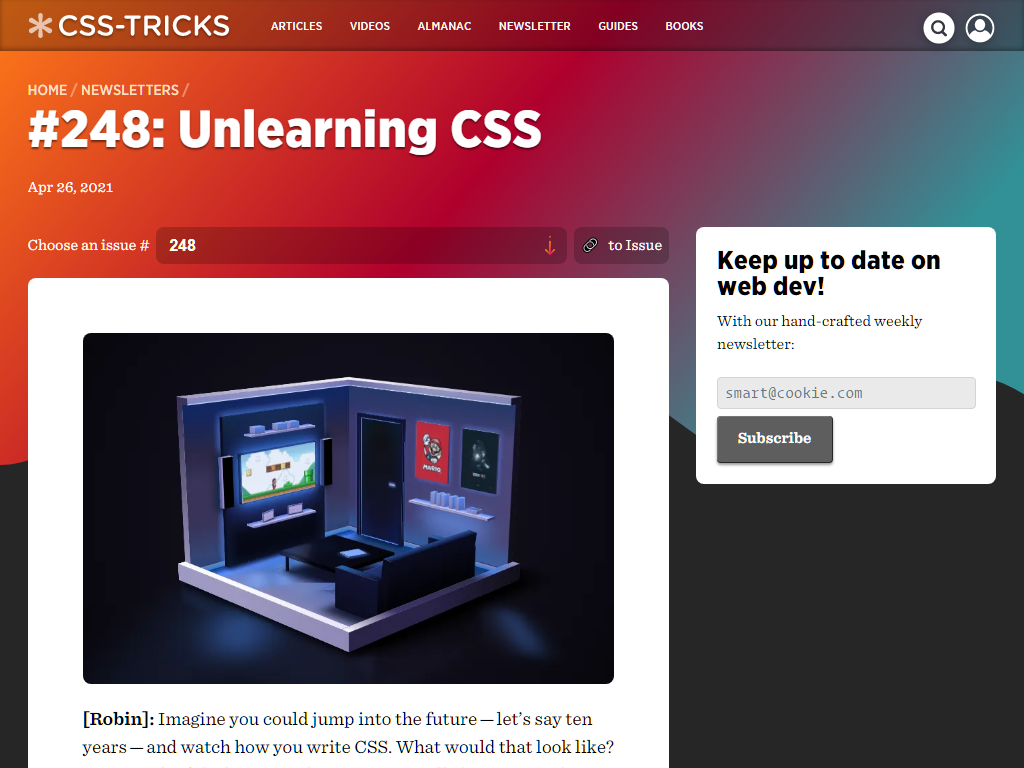 CSS-TRICKS
ARTICLES VIDEOS ALMANAC NEWSLETTER GUIDES BOOKS
HOME / NEWSLETTERS /
#248: Unlearning CSS
Apr 26, 2021
Choose an issue # 248 to Issue
MARIO
[Robin]: Imagine you could jump into the future — let’s say ten
years — and watch how you write CSS. What would that look like?
Keep up to date on
web dev!
With our hand-crafted weekly
newsletter:
smart@cookie.com
Subscribe